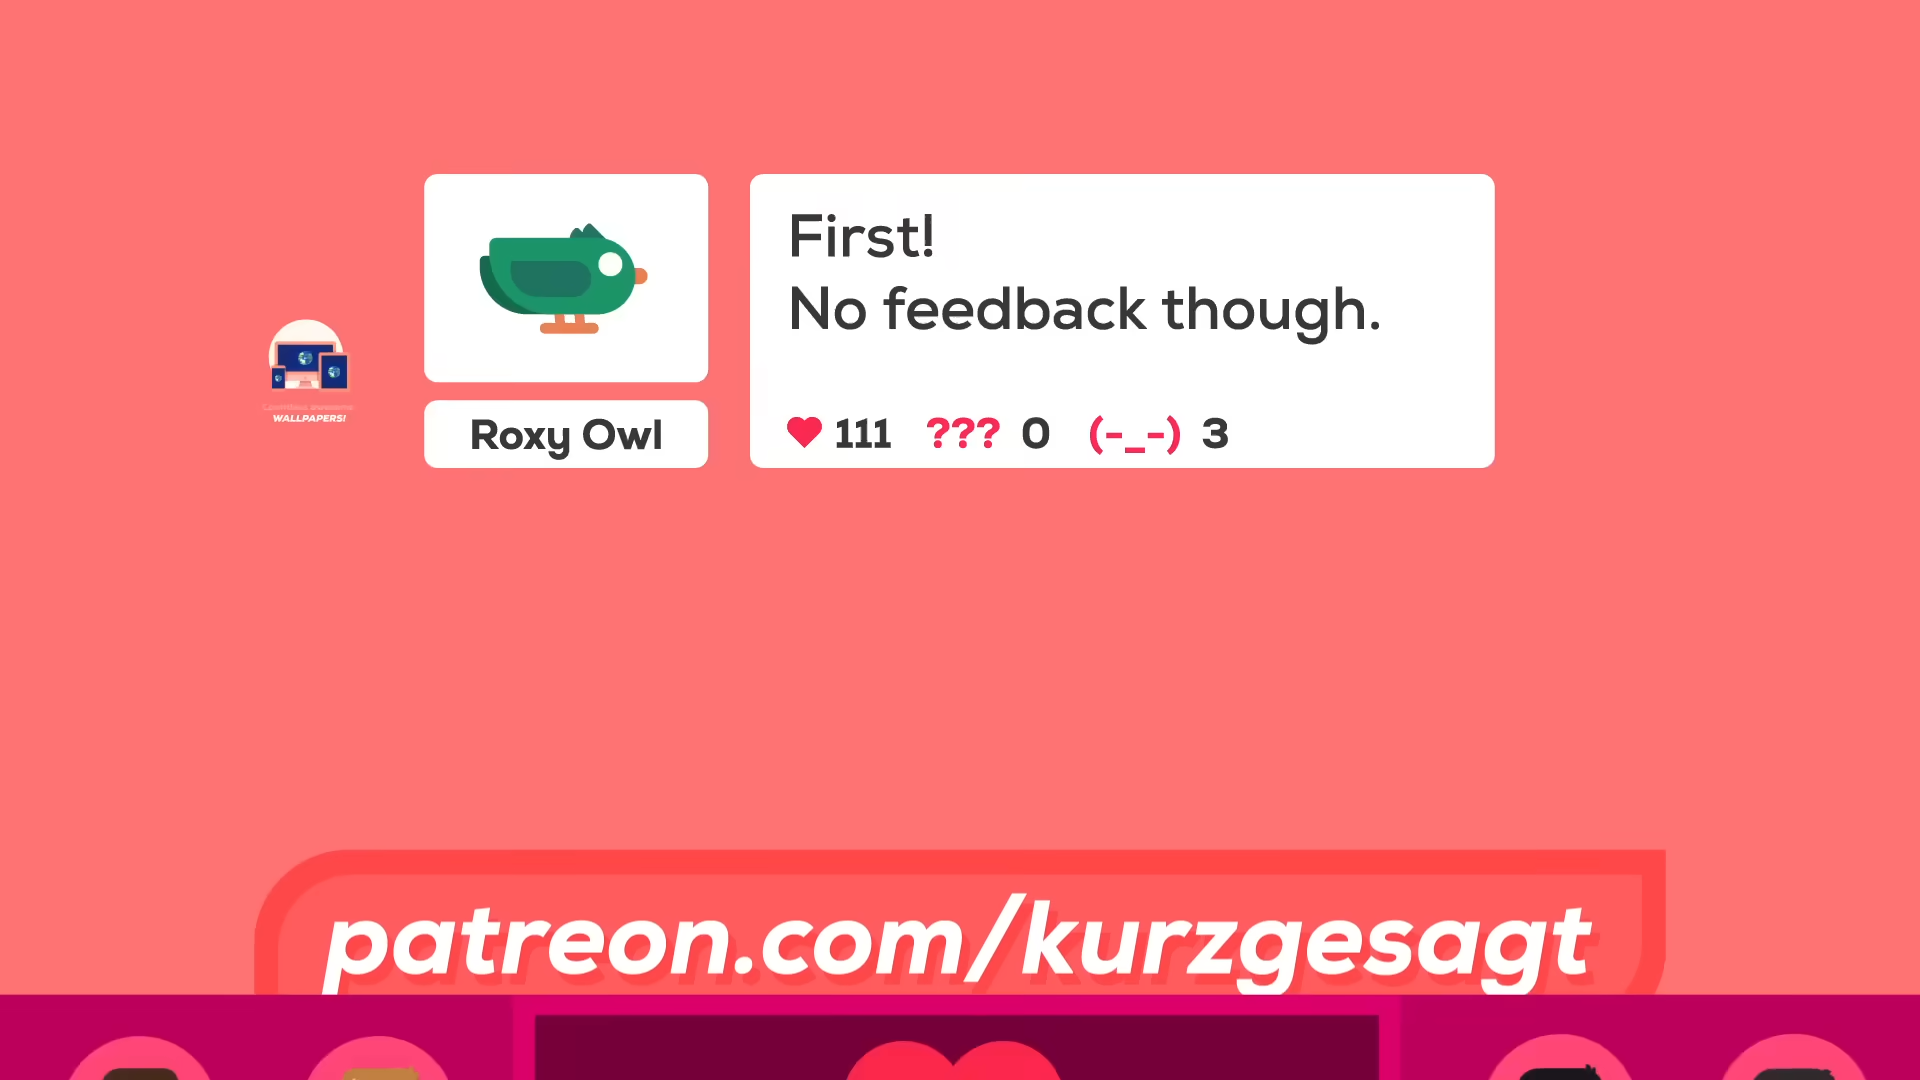 First!
No feedback though.
111 ??? 0 (-_-) 3
Roxy Owl
WALLPAPERS!
patreon.com/kurzgesagt